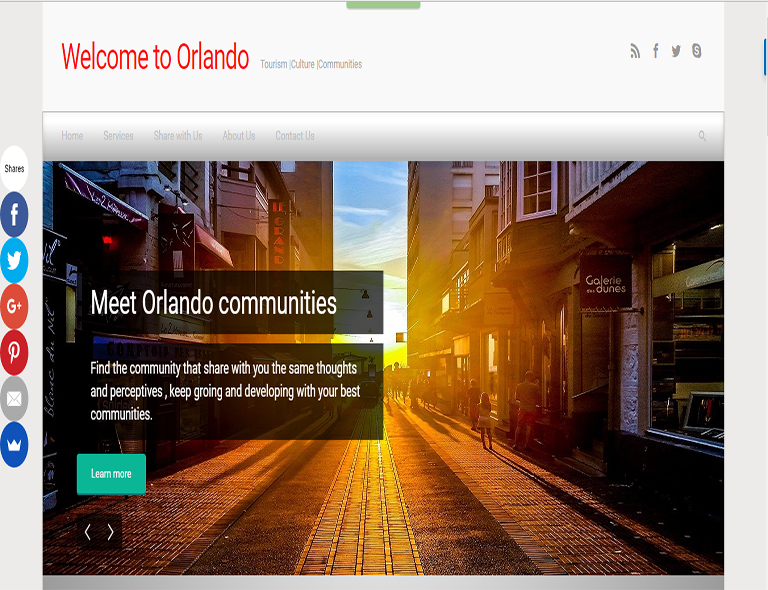 Welcome to Orlando
Tourism |Culture |Communities
Home Services Share with Us About Us Contact Us
Shares
Meet Orlando communities
Find the community that share with you the same thoughts
and perceptives , keep groing and developing with your best
communities.
Learn more
Galerie
des dunes